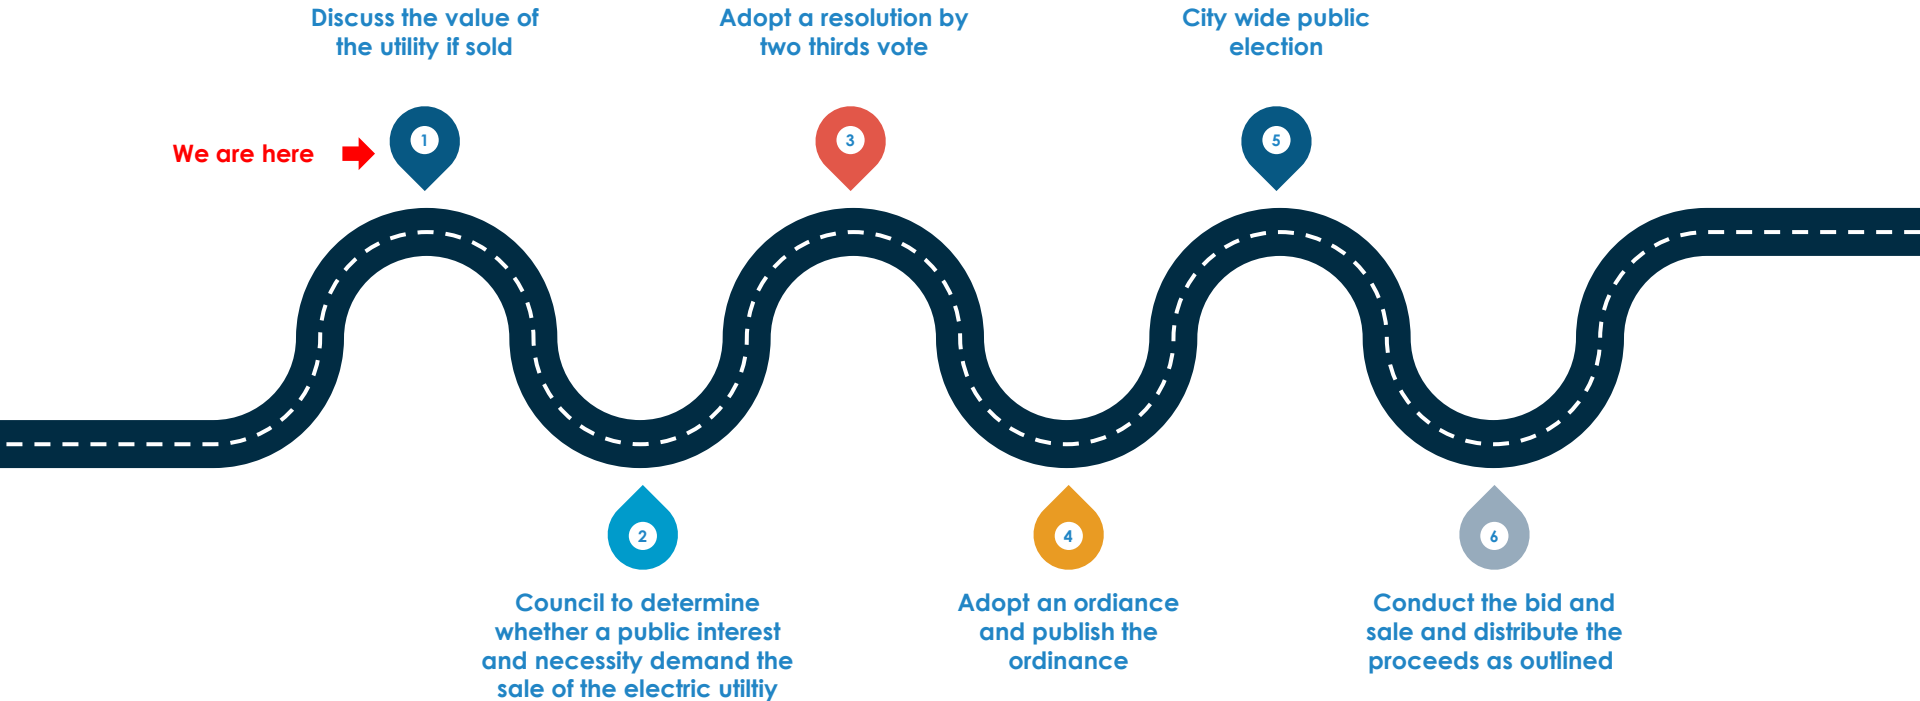 Discuss the value of
the utility if sold
Adopt a resolution by
two thirds vote
City wide public
election
We are here
1
3
5
2
4
6
Council to determine
whether a public interest
and necessity demand the
sale of the electric utiltiy
Adopt an ordiance
and publish the
ordinance
Conduct the bid and
sale and distribute the
proceeds as outlined